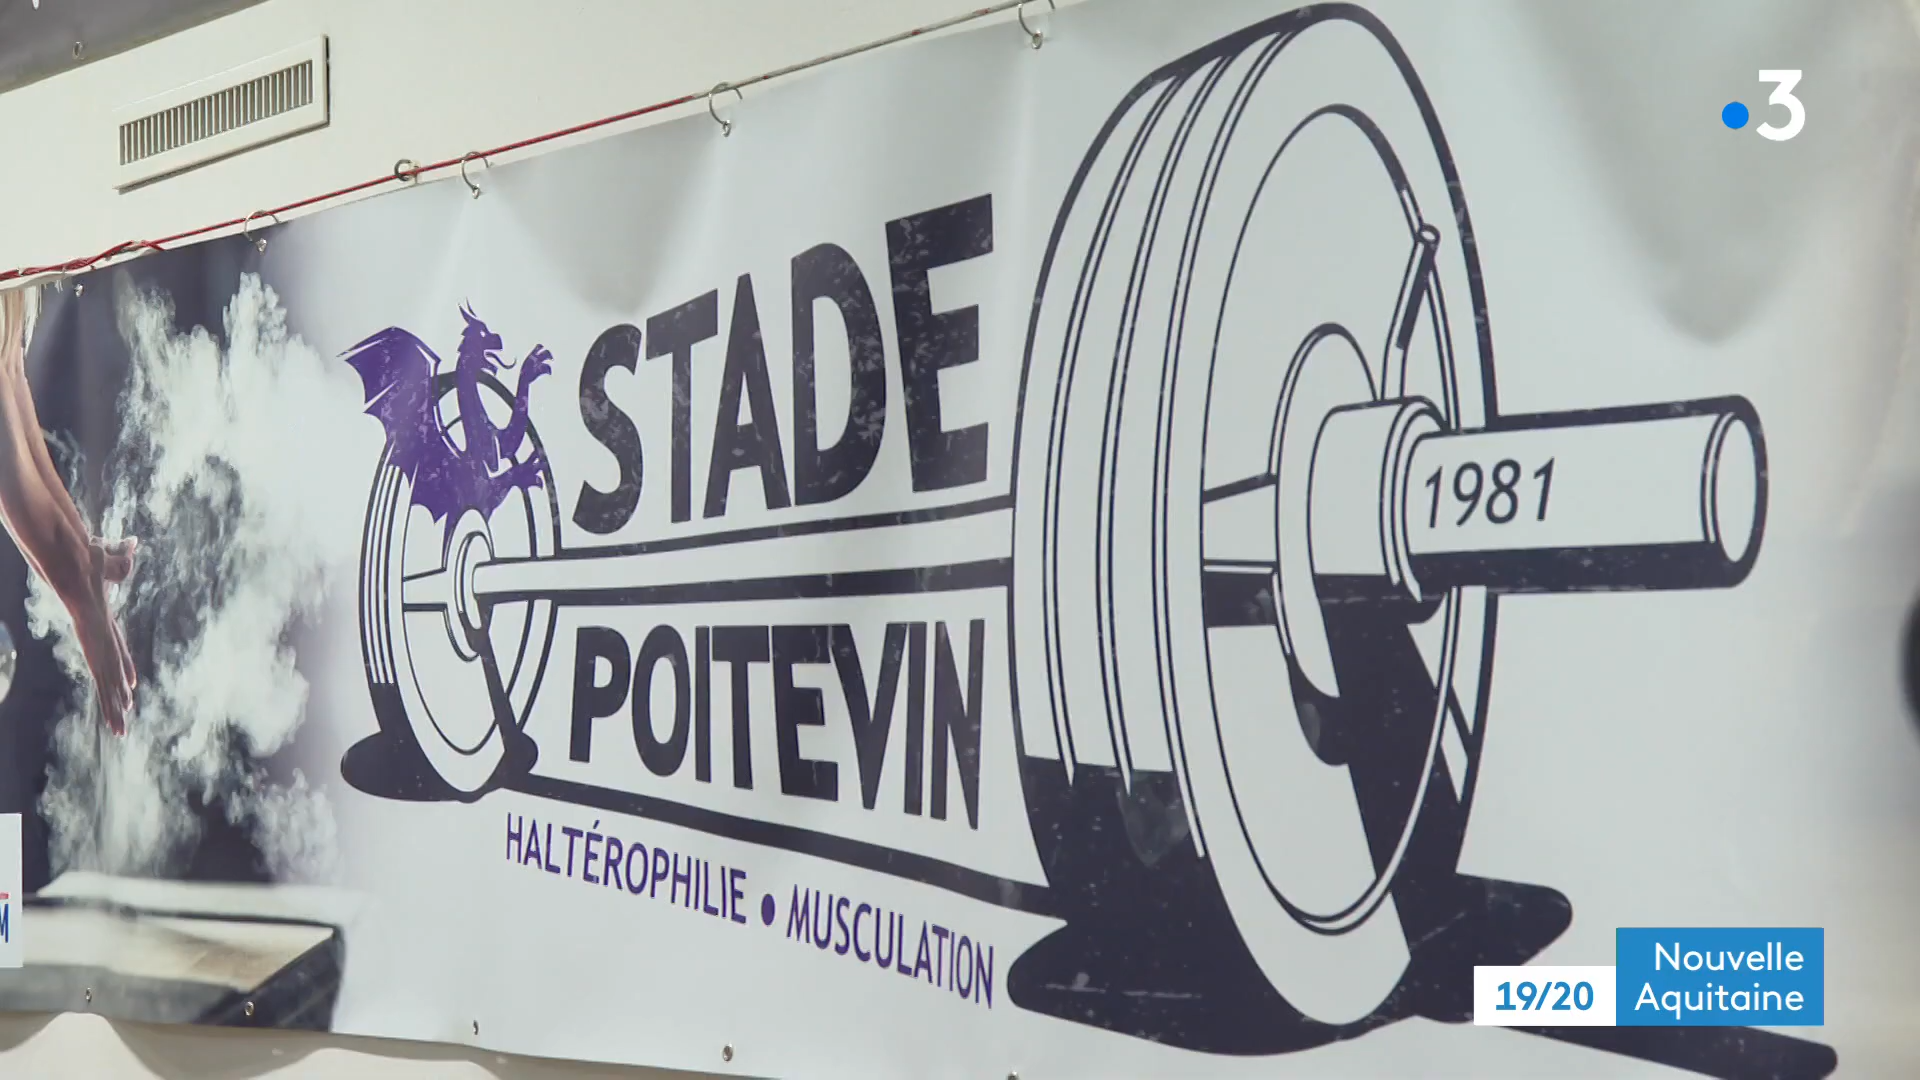 3
STADE
1981
POITEVIN
HALTÉROPHILIE • MUSCULATION
M
19/20
Nouvelle
Aquitaine